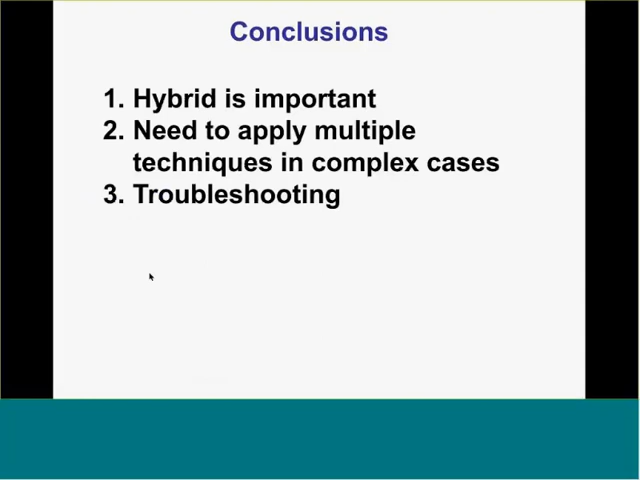 Conclusions
1. Hybrid is important
2. Need to apply multiple
techniques in complex cases
3. Troubleshooting